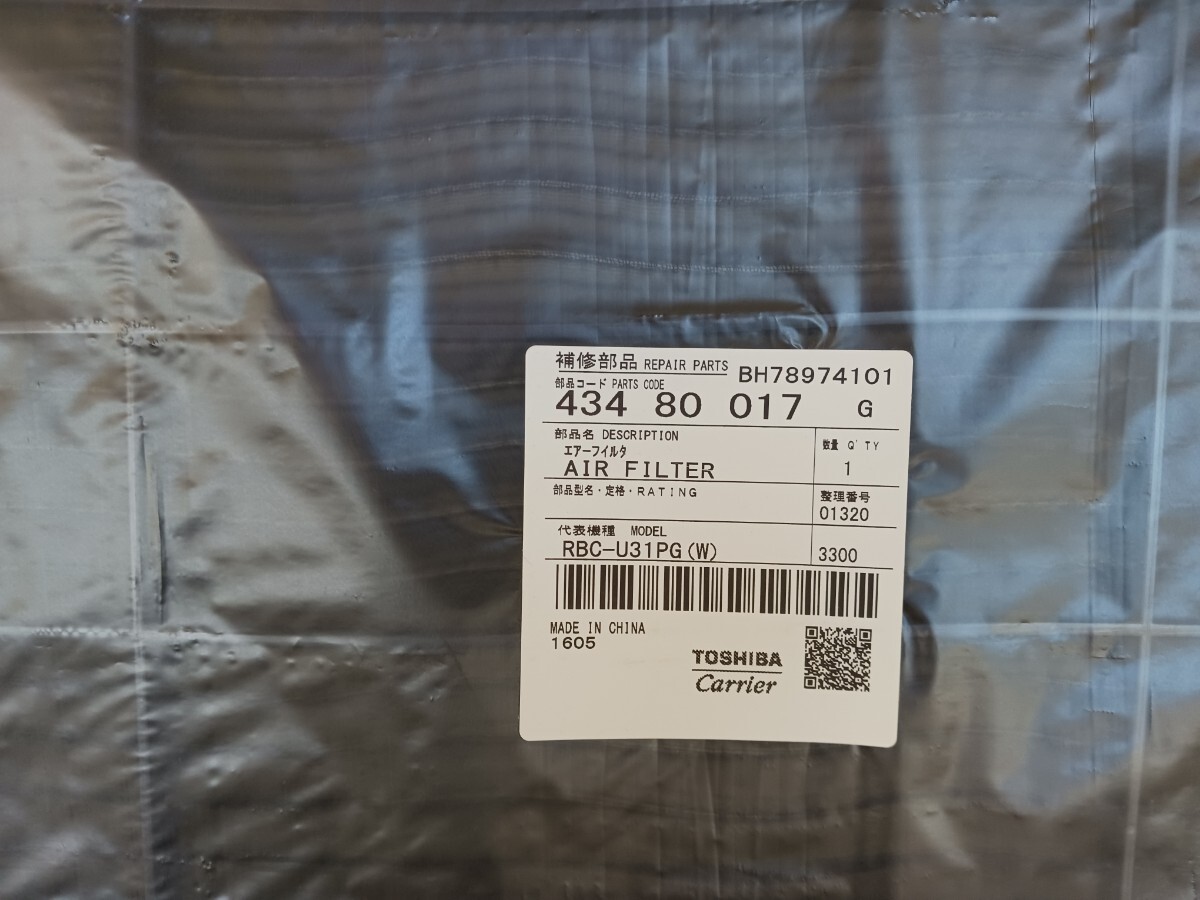 補修部品 REPAIR PARTS BH78974101
部品コード PARTS CODE
434 80 017 G
部品名 DESCRIPTION 数量 Q'TY
エアーフィルタ
AIR FILTER 1
部品型名・定格・RATING 整理番号
01320
代表機種 MODEL
RBC-U31PG(W) 3300
MADE IN CHINA
1605
TOSHIBA
Carrier